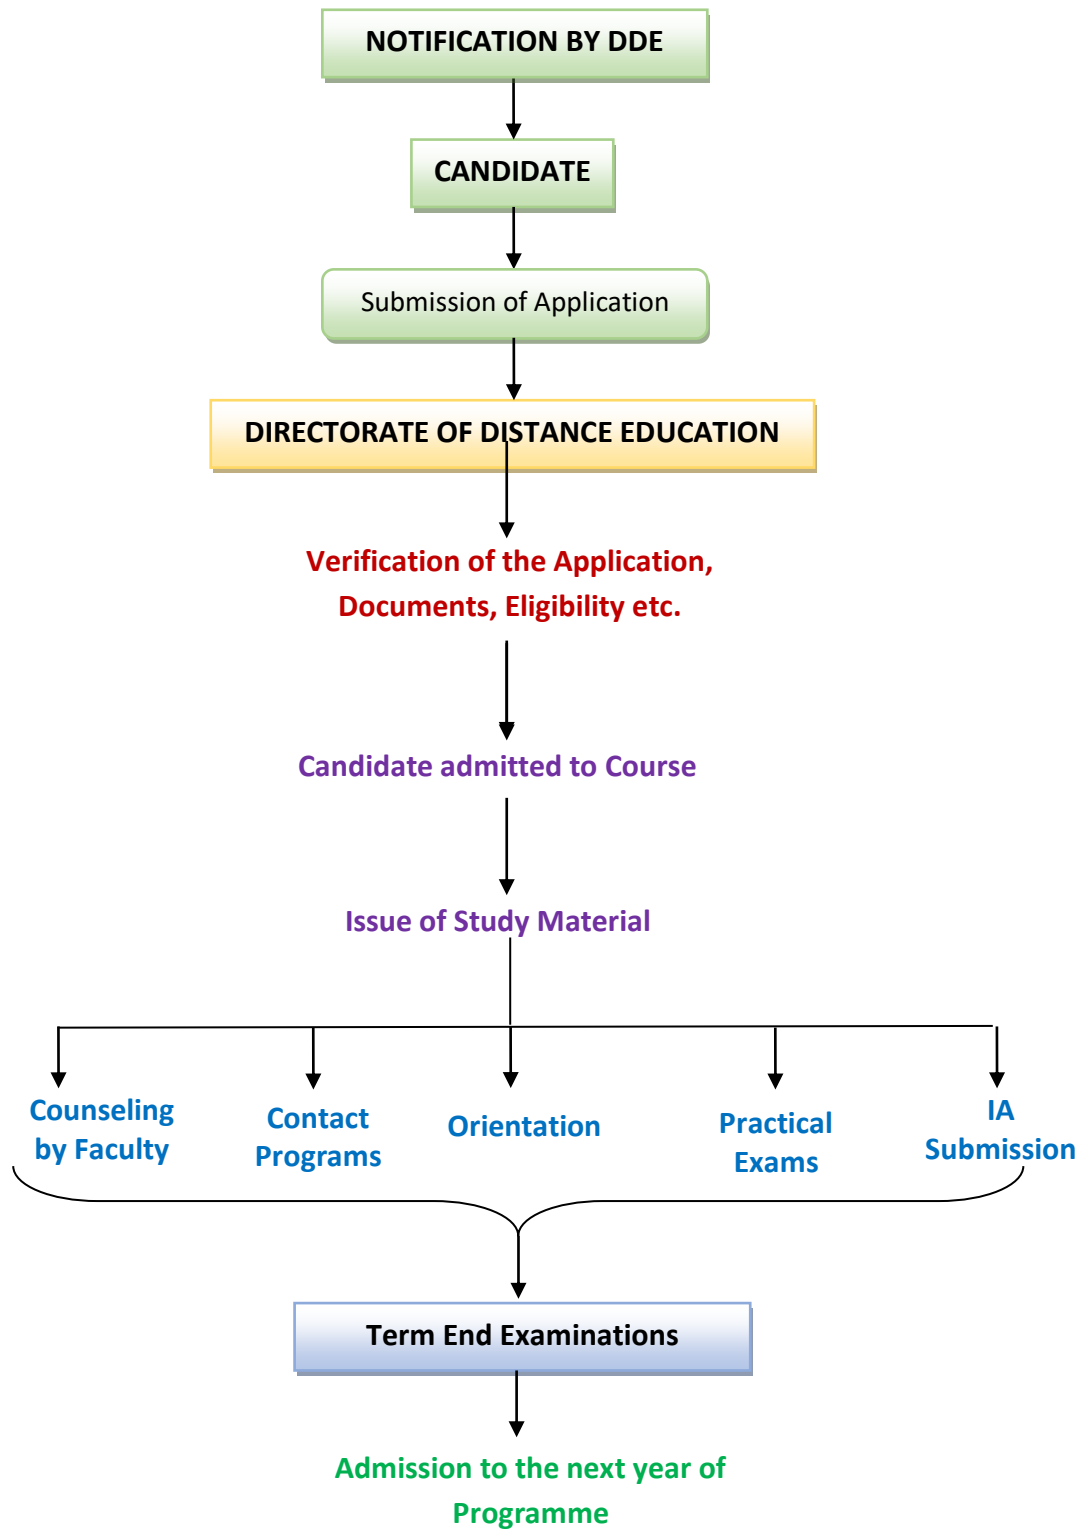 NOTIFICATION BY DDE
CANDIDATE
Submission of Application
DIRECTORATE OF DISTANCE EDUCATION
Verification of the Application,
Documents, Eligibility etc.
Candidate admitted to Course
Issue of Study Material
Counseling
by Faculty
Contact
Programs
Orientation
Practical
Exams
IA
Submission
Term End Examinations
Admission to the next year of
Programme